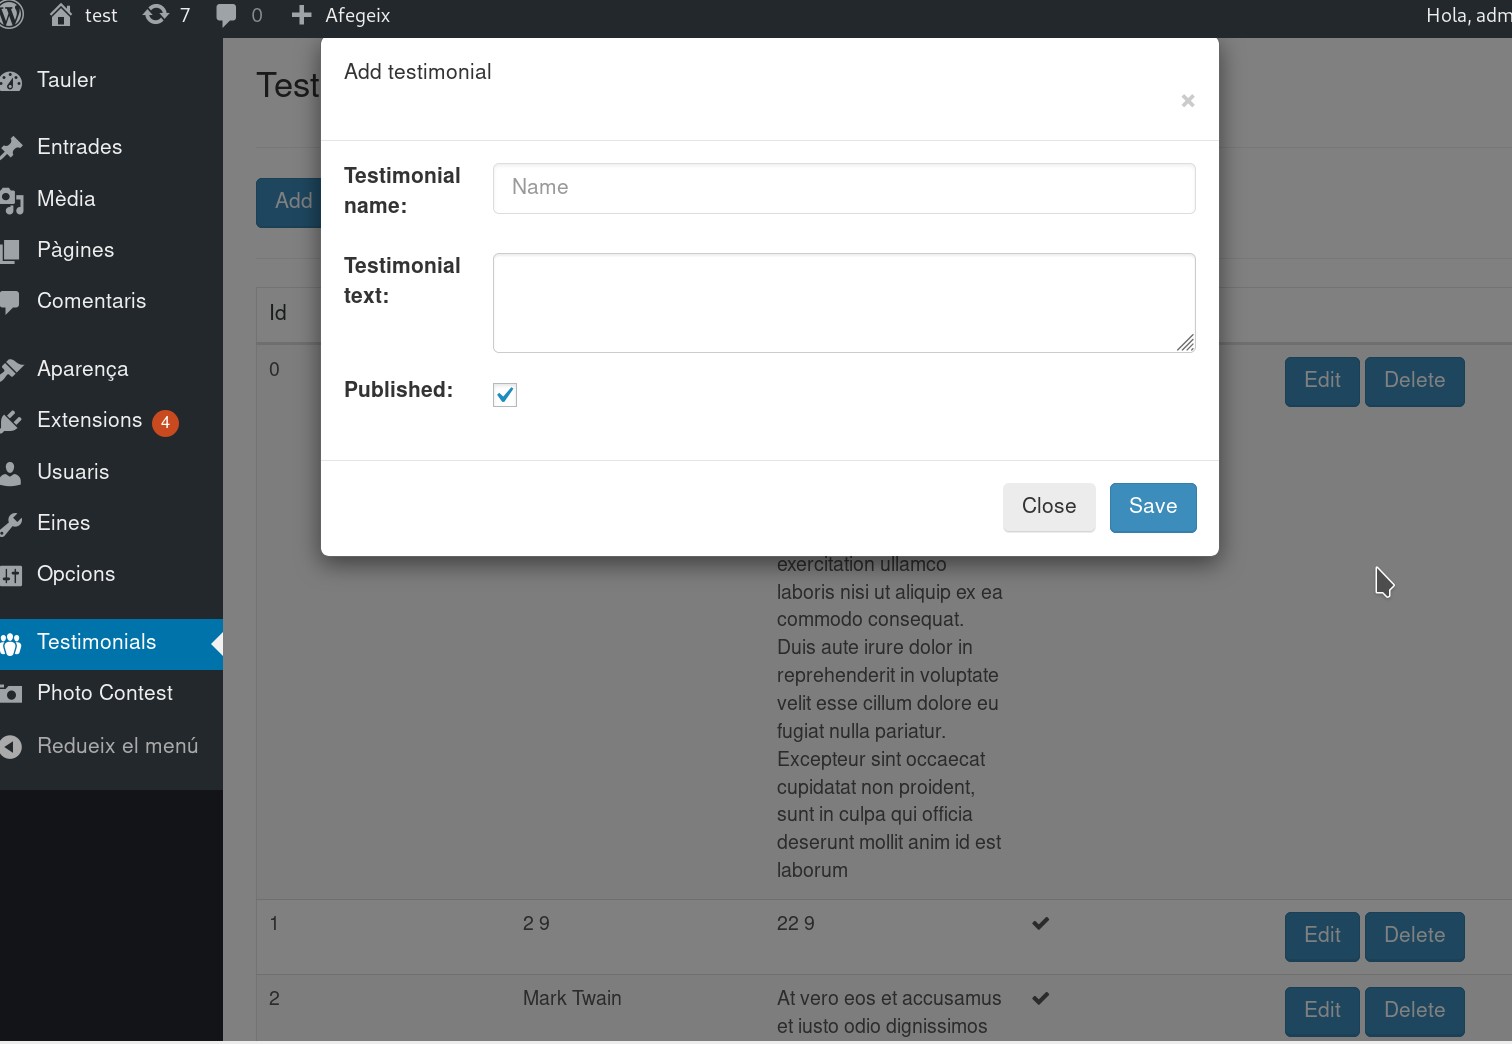 test 7 0 Afegeix Hola, adm
Tauler
Entrades
Mèdia
Pàgines
Comentaris
Aparença
Extensions 4
Usuaris
Eines
Opcions
Testimonials
Photo Contest
Redueix el menú
Test
Add
Add testimonial
×
Testimonial
name:
Name
Testimonial
text:
Published:
Close Save
Id
0
Edit Delete
exercitation ullamco
laboris nisi ut aliquip ex ea
commodo consequat.
Duis aute irure dolor in
reprehenderit in voluptate
velit esse cillum dolore eu
fugiat nulla pariatur.
Excepteur sint occaecat
cupidatat non proident,
sunt in culpa qui officia
deserunt mollit anim id est
laborum
1 2 9 22 9 Edit Delete
2 Mark Twain At vero eos et accusamus Edit Delete
et iusto odio dignissimos